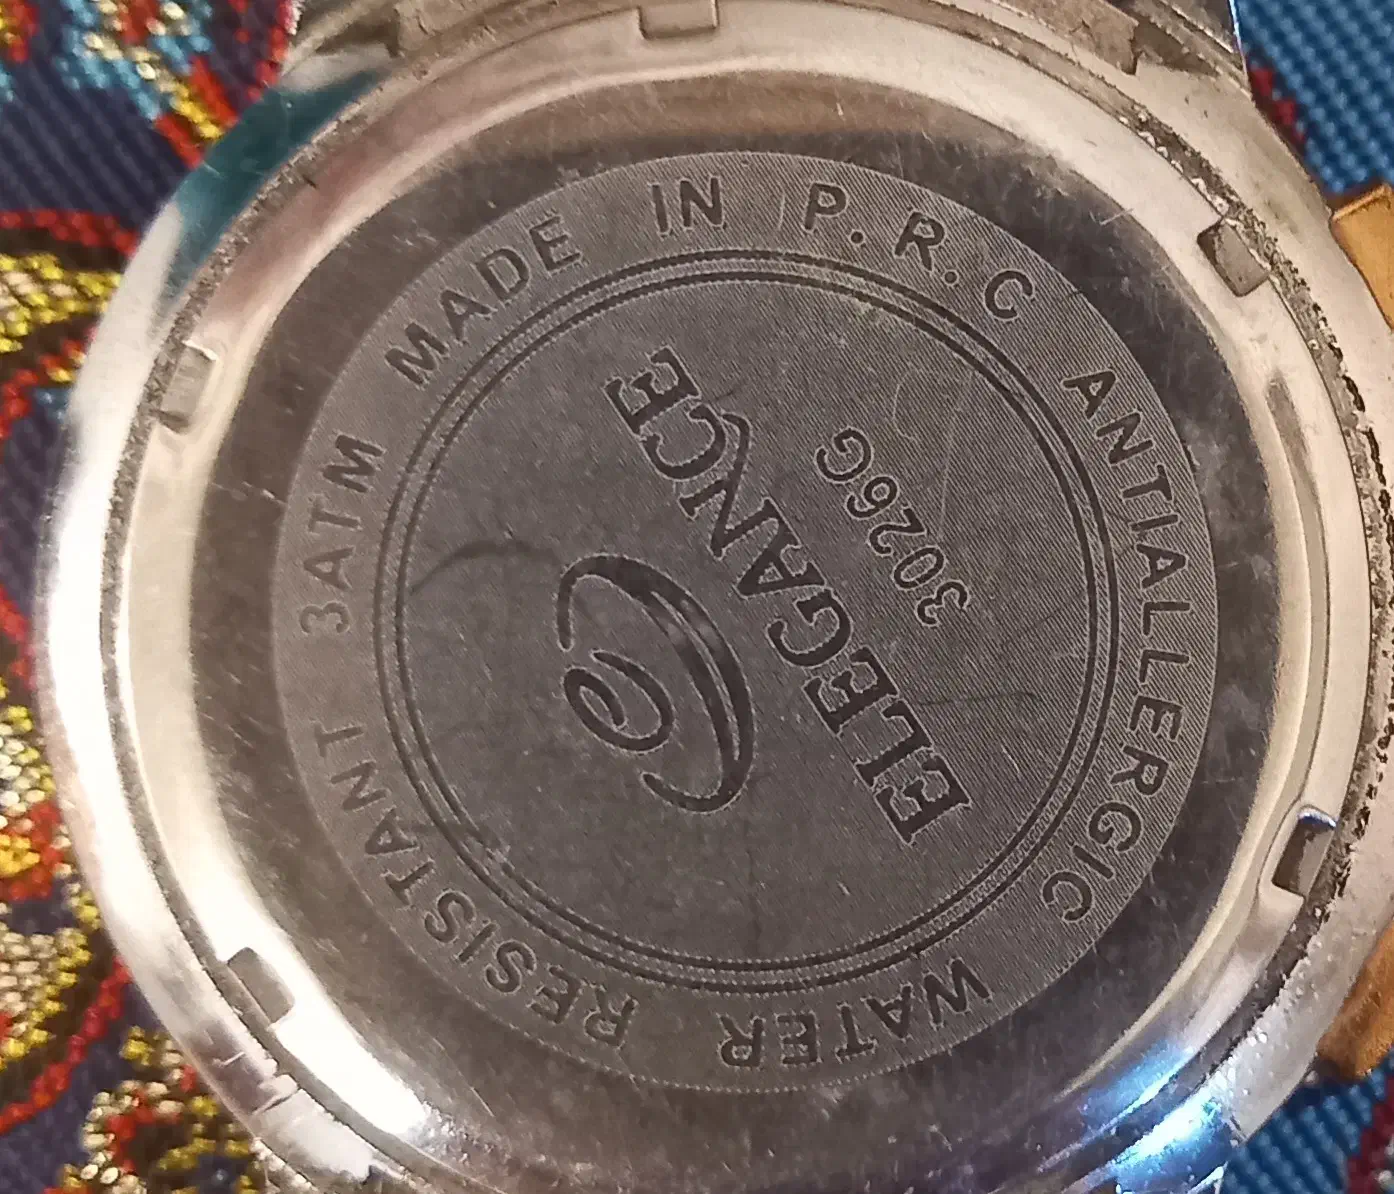 ELEGANCE
3026G
MADE IN P.R.C ANTIALLERGIC WATER RESISTANT 3ATM